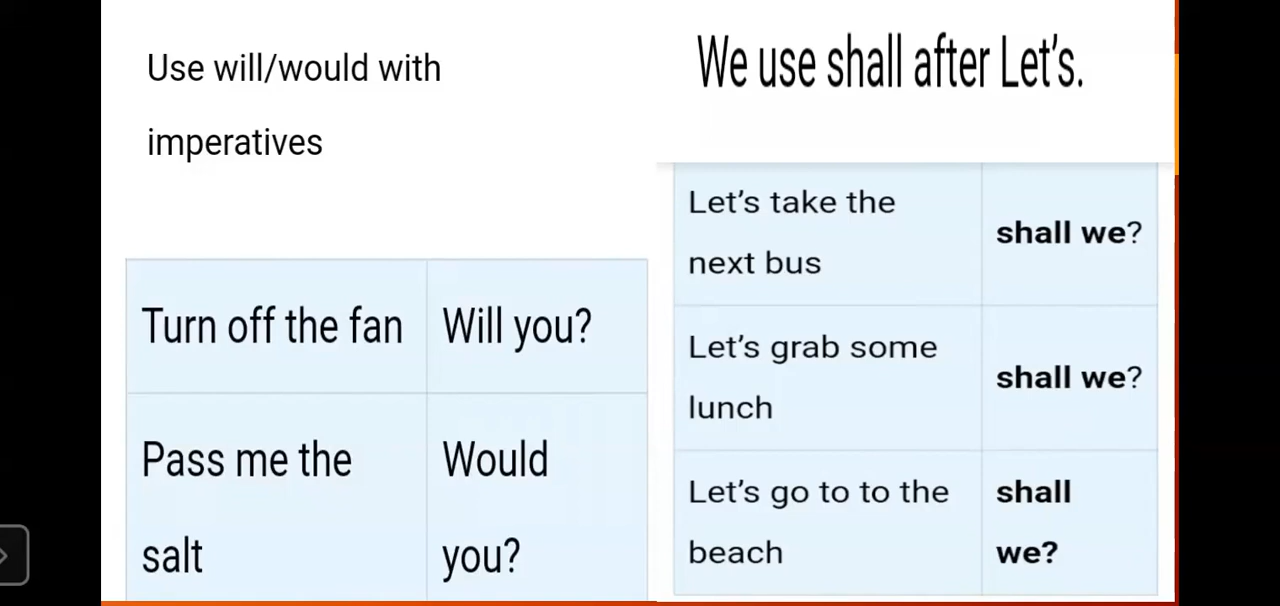 Use will/would with
imperatives
Turn off the fan
Will you?
Pass me the
salt
Would
you?
We use shall after Let's.
Let's take the
next bus
shall we?
Let's grab some
lunch
shall we?
Let's go to to the
beach
shall
we?